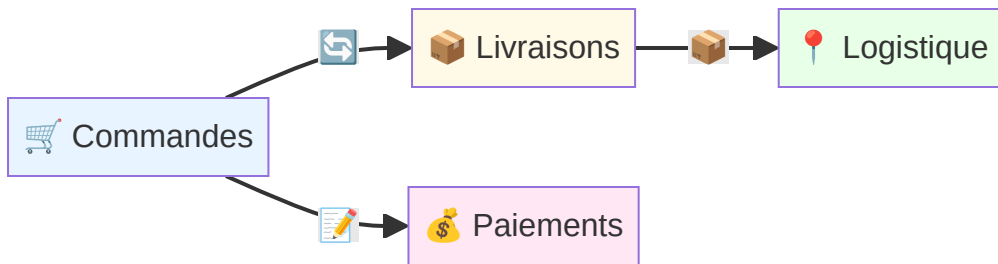 🛒 Commandes
🔄
📦 Livraisons
📦
📍 Logistique
📝
💰 Paiements